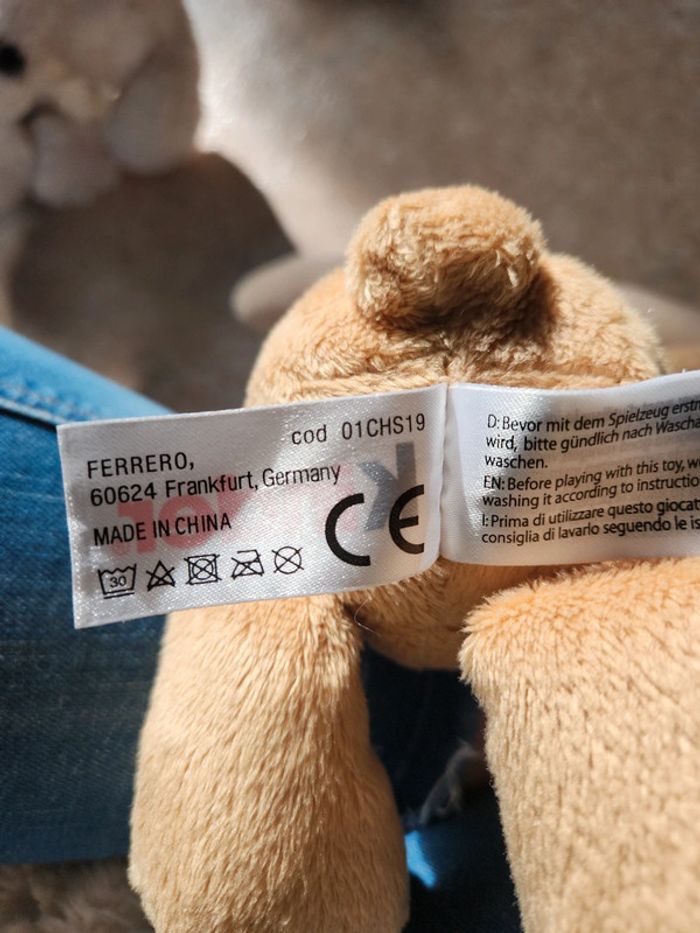 cod 01CHS19
FERRERO,
60624 Frankfurt, Germany
MADE IN CHINA
CE
30
D: Bevor mit dem Spielzeug
wird, bitte gündlich nach
waschen.
EN: Before playing with this toy,
washing it according to
I: Prima di utilizzare questo
consiglia di lavarlo seguendo le